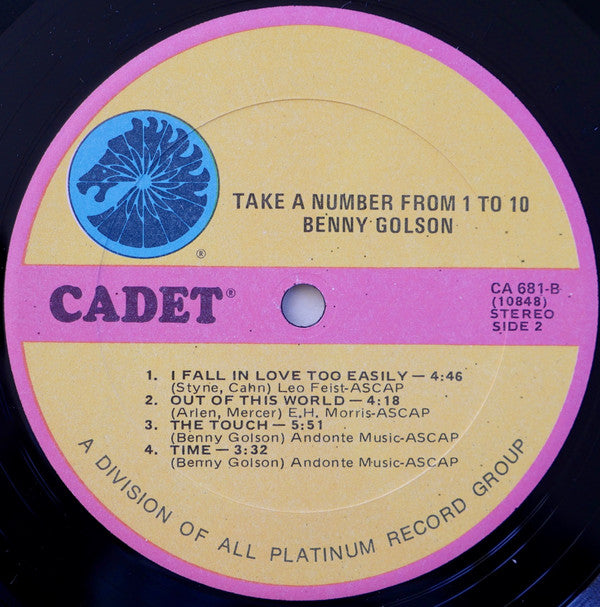 TAKE A NUMBER FROM 1 TO 10
BENNY GOLSON
®
CADET®
CA 681-B
(10848)
STEREO
SIDE 2
1. I FALL IN LOVE TOO EASILY — 4:46
(Styne, Cahn) Leo Feist-ASCAP
2. OUT OF THIS WORLD — 4:18
(Arlen, Mercer) E.H. Morris-ASCAP
3. THE TOUCH — 5:51
(Benny Golson) Andonte Music-ASCAP
4. TIME — 3:32
(Benny Golson) Andonte Music-ASCAP
A DIVISION OF ALL PLATINUM RECORD GROUP